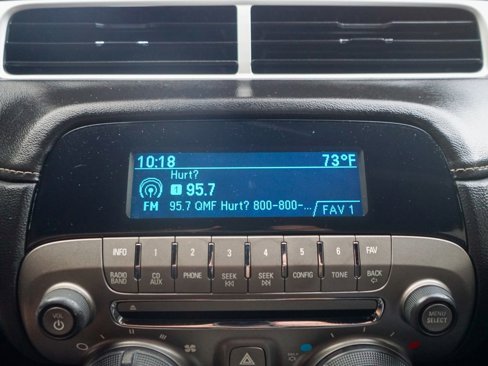 10:18 73°F
Hurt?
1 95.7
FM 95.7 QMF Hurt? 800-800-... FAV 1
INFO 1 2 3 4 5 6 FAV
RADIO BAND CD AUX PHONE SEEK SEEK CONFIG TONE BACK
VOL
MENU SELECT